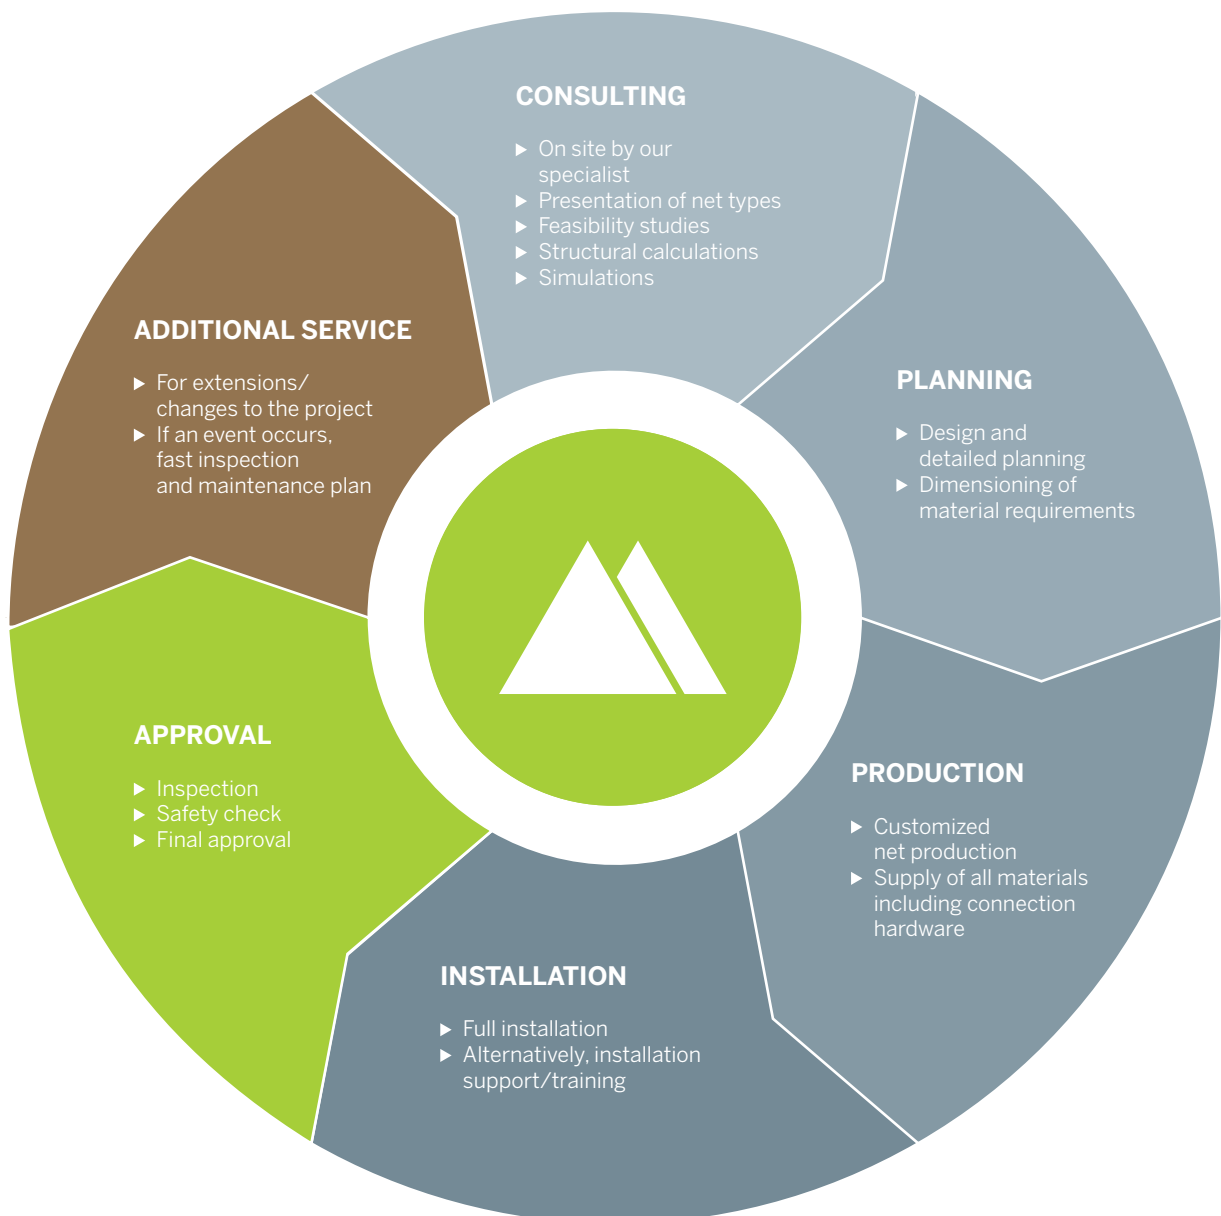 CONSULTING
▶ On site by our
specialist
▶ Presentation of net types
▶ Feasibility studies
▶ Structural calculations
▶ Simulations
PLANNING
▶ Design and
detailed planning
▶ Dimensioning of
material requirements
PRODUCTION
▶ Customized
net production
▶ Supply of all materials
including connection
hardware
INSTALLATION
▶ Full installation
▶ Alternatively, installation
support/training
APPROVAL
▶ Inspection
▶ Safety check
▶ Final approval
ADDITIONAL SERVICE
▶ For extensions/
changes to the project
▶ If an event occurs,
fast inspection
and maintenance plan